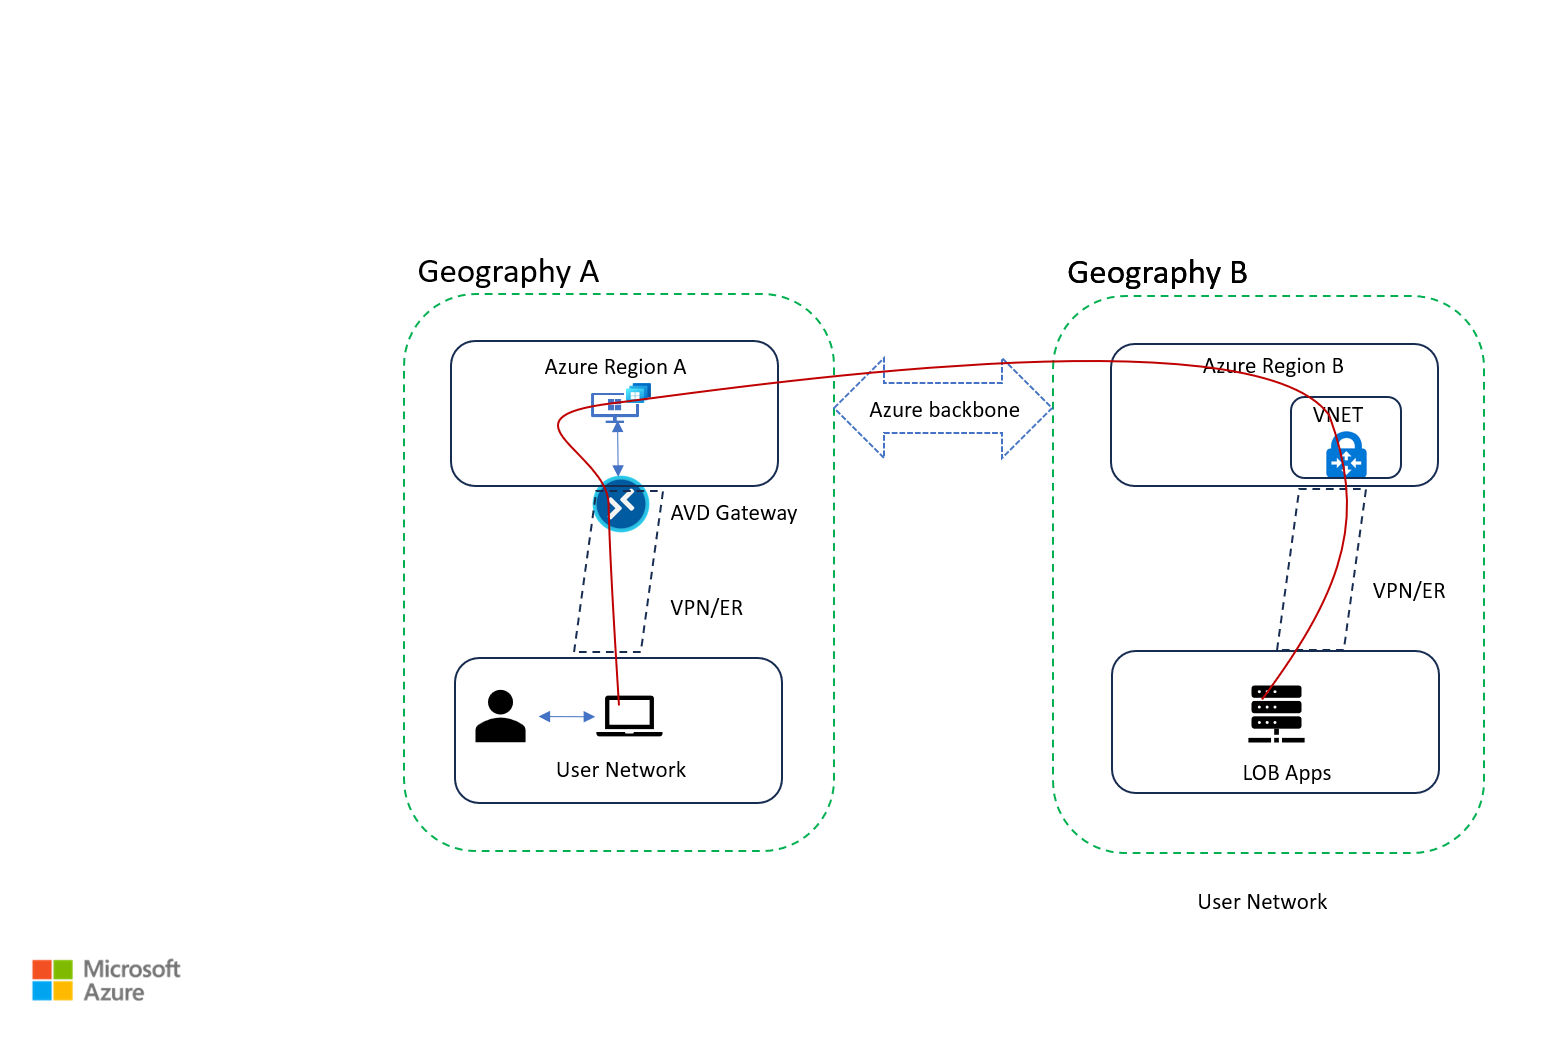 Geography A
Geography B
Azure Region A
Azure Region B
Azure backbone
VNET
AVD Gateway
VPN/ER
VPN/ER
User Network
LOB Apps
User Network
Microsoft
Azure